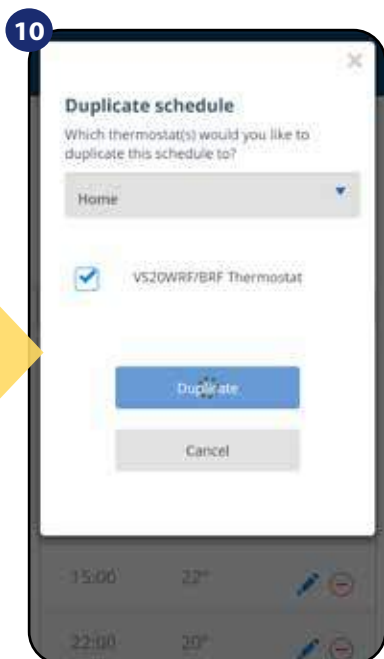 10
Duplicate schedule
Which thermostat(s) would you like to
duplicate this schedule to?
Home
VS20WRF/BRF Thermostat
Duplicate
Cancel
15:00 22°
22:00 20°